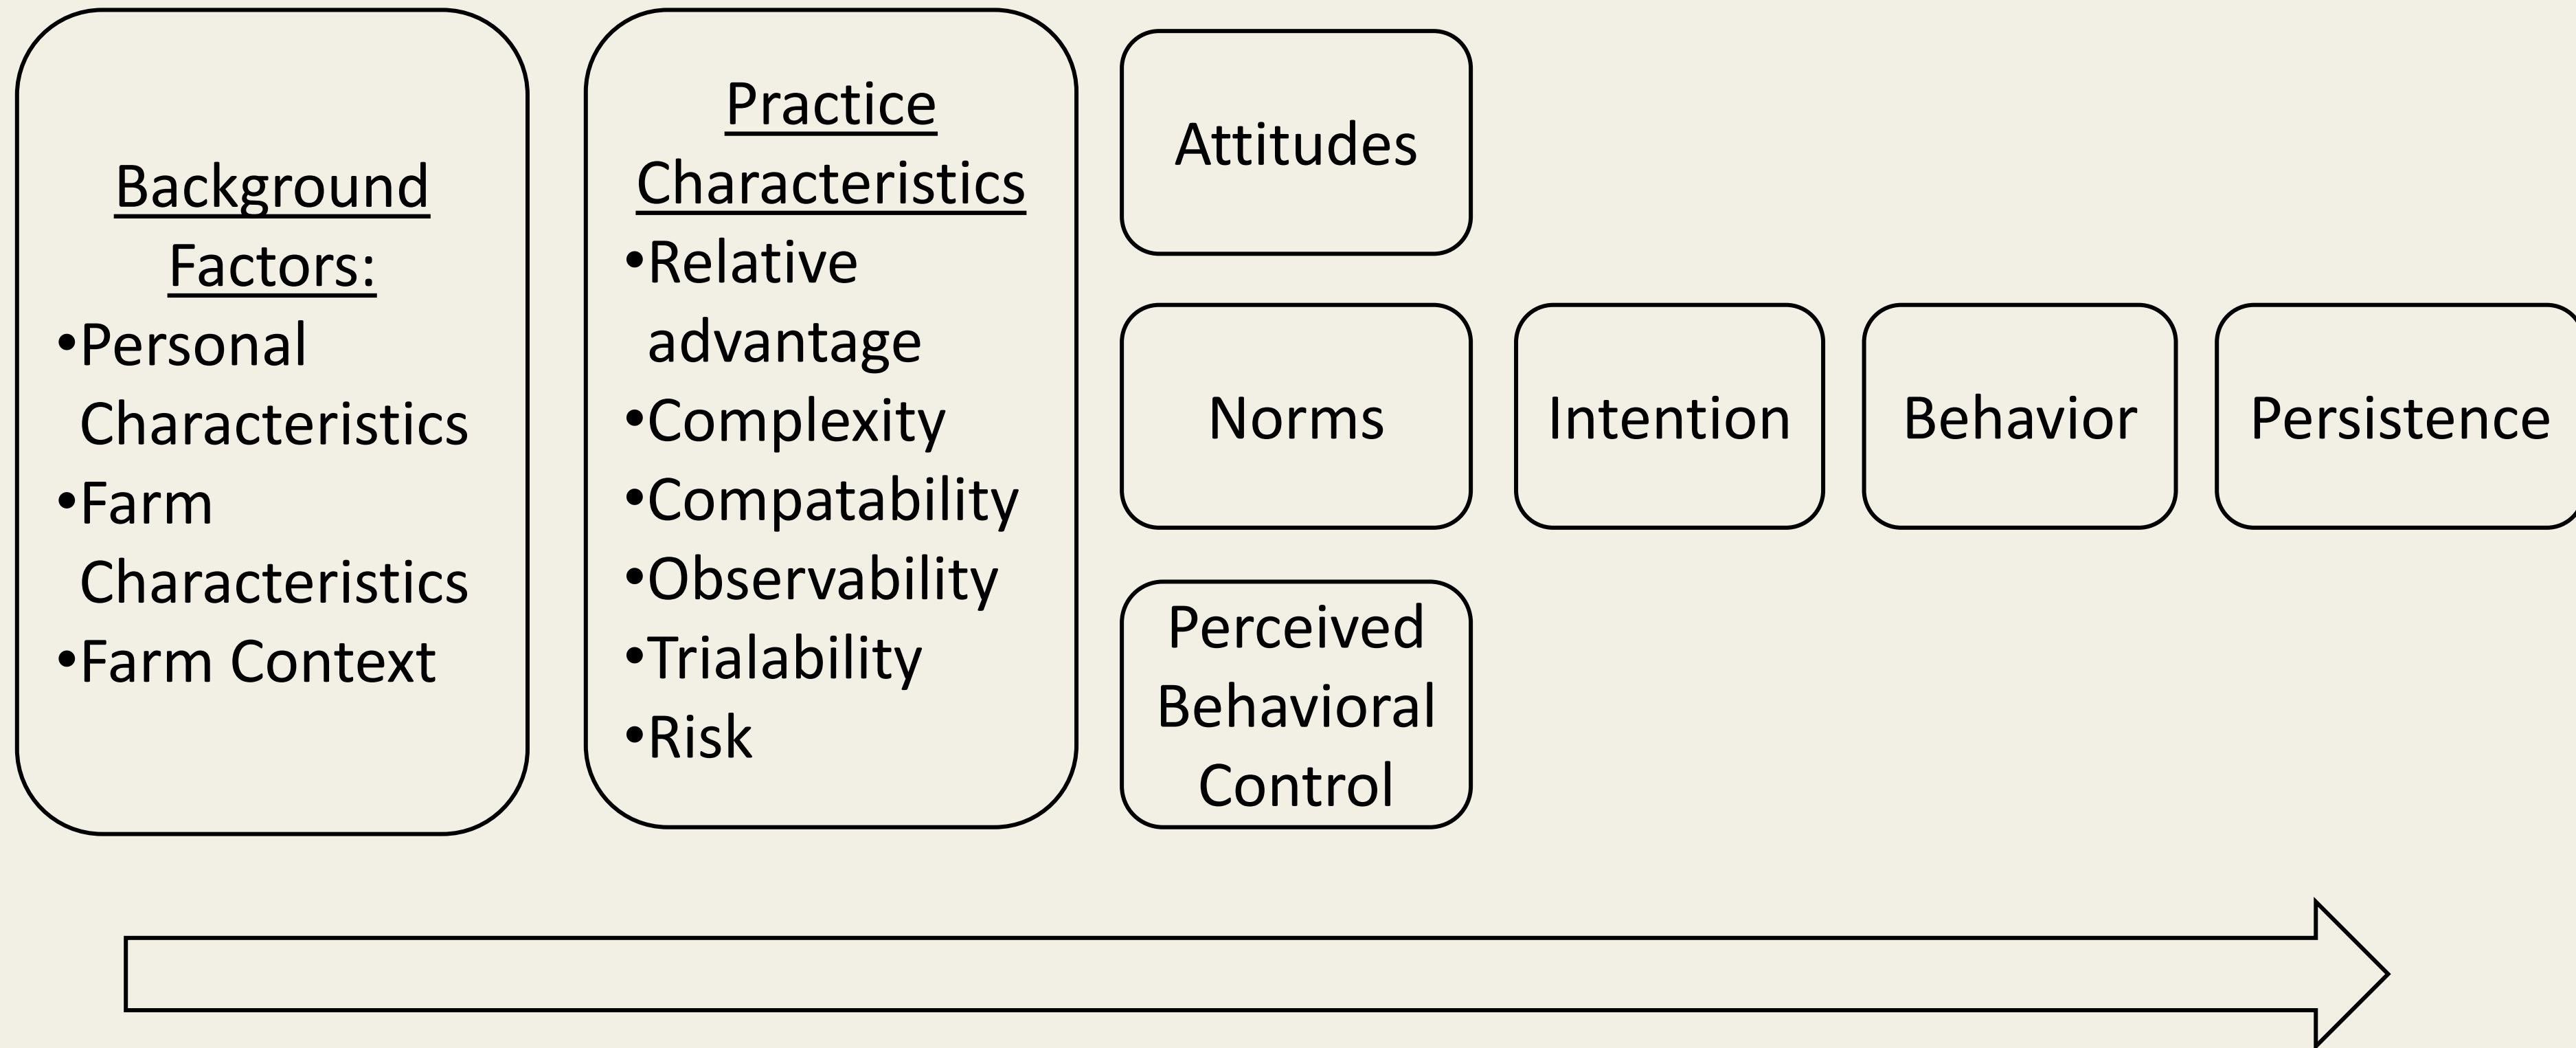 Background
Factors:
•Personal
Characteristics
•Farm
Characteristics
•Farm Context
Practice
Characteristics
•Relative
advantage
•Complexity
•Compatability
•Observability
•Trialability
•Risk
Attitudes
Norms
Perceived
Behavioral
Control
Intention
Behavior
Persistence